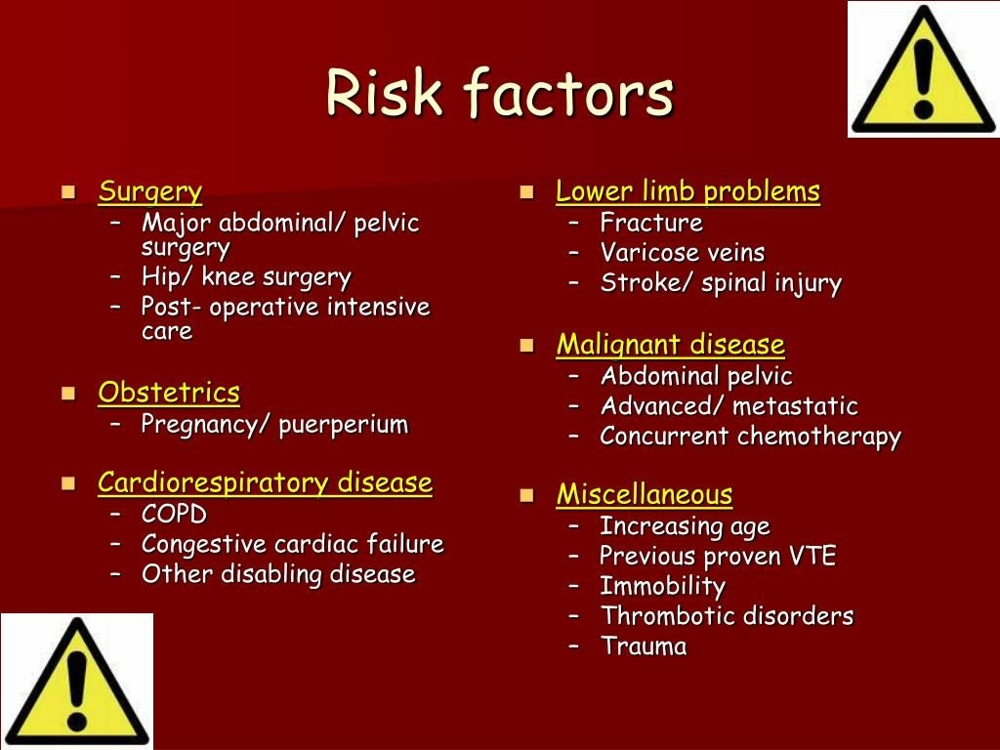 Risk factors
Surgery
– Major abdominal/ pelvic
surgery
– Hip/ knee surgery
– Post- operative intensive
care
Obstetrics
– Pregnancy/ puerperium
Cardiorespiratory disease
– COPD
– Congestive cardiac failure
– Other disabling disease
Lower limb problems
– Fracture
– Varicose veins
– Stroke/ spinal injury
Malignant disease
– Abdominal pelvic
– Advanced/ metastatic
– Concurrent chemotherapy
Miscellaneous
– Increasing age
– Previous proven VTE
– Immobility
– Thrombotic disorders
– Trauma